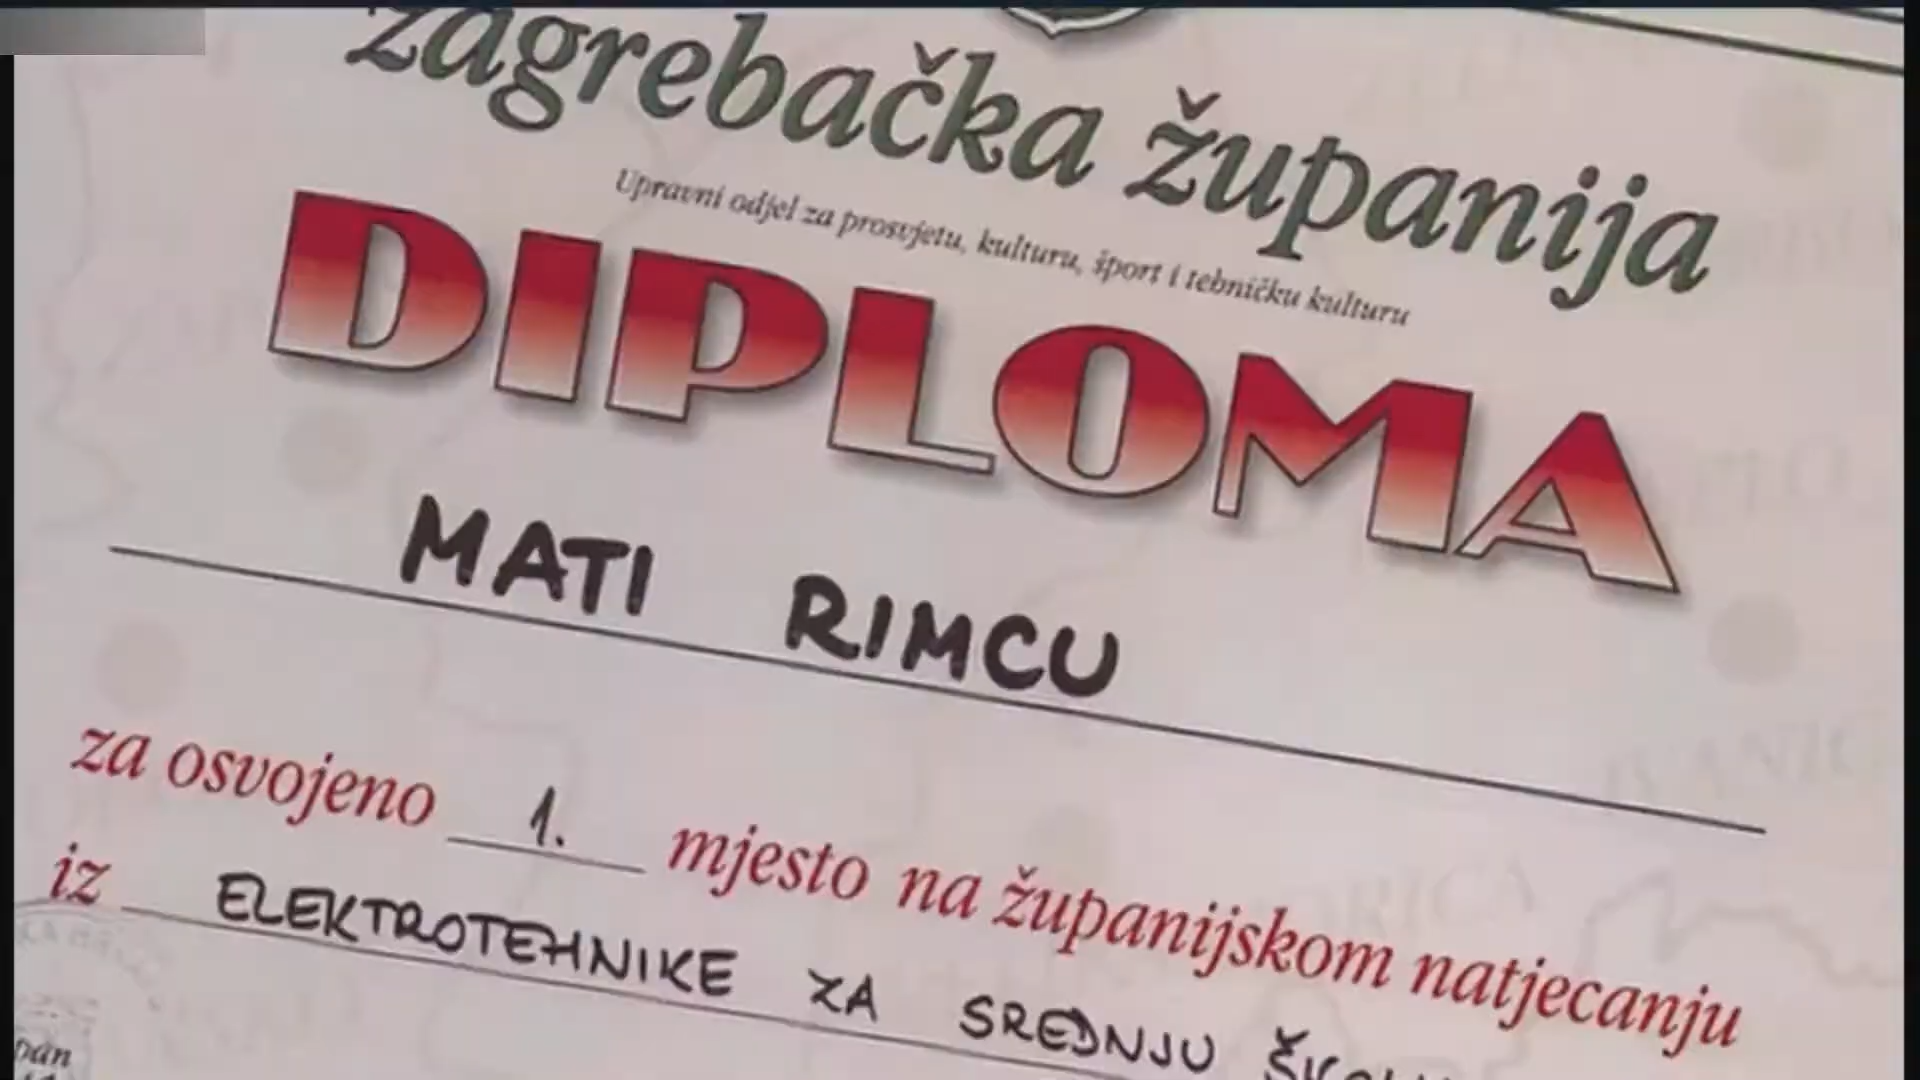 zagrebačka županija
Upravni odjel za prosvjetu, kulturu, šport i tehničku kulturu
DIPLOMA
MATI RIMCU
za osvojeno 1. mjesto na županijskom natjecanju
iz ELEKTROTEHNIKE ZA SREDNJU